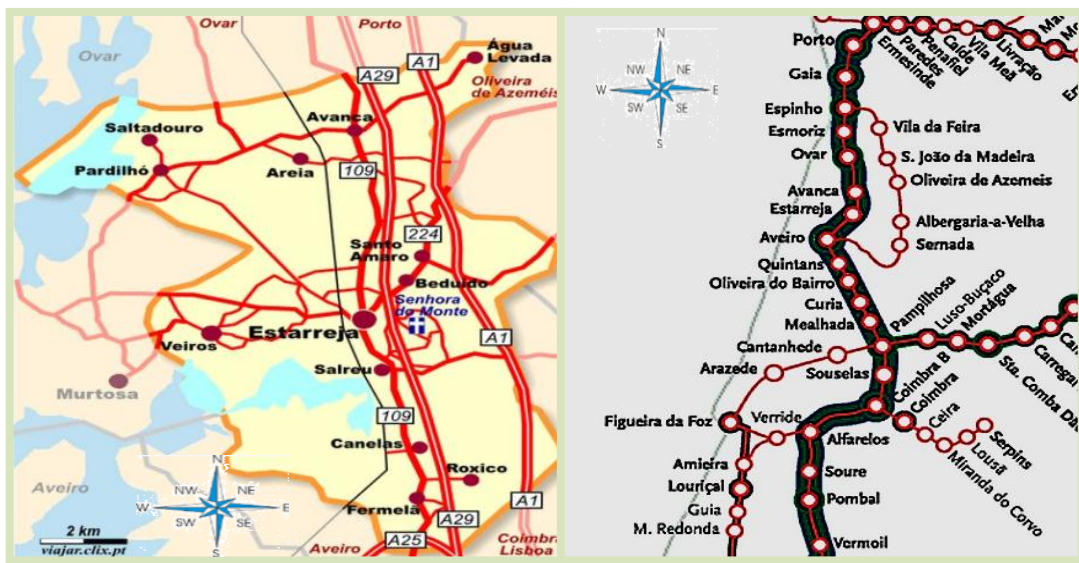 Ovar
Porto
Ovar
A29
A1
Água
Levada
Oliveira
de Azeméis
Saltadouro
Avanca
Pardilhó
Areia
109
224
Santo
Amaro
Beduído
Senhora
do Monte
Estarreja
A1
Veiros
Murtosa
Salreu
109
Canelas
Roxico
Aveiro
Fermelã
A1
A29
A25
N
NW
NE
W
E
SW
SE
S
2 km
viajar.clix.pt
Aveiro
Coimbra
Lisboa
N
NW
NE
W
E
SW
SE
S
Porto
Ermesinde
Paredes
Penafiel
Caíde
Vila Meã
Livração
Gaia
Espinho
Esmoriz
Vila da Feira
Ovar
S. João da Madeira
Oliveira de Azemeis
Avanca
Estarreja
Albergaria-a-Velha
Aveiro
Sernada
Quintans
Oliveira do Bairro
Curia
Mealhada
Pampilhosa
Luso-Buçaco
Mortágua
Sta. Comba
Carregal
Cantanhede
Arazede
Souselas
Coimbra B
Coimbra
Ceira
Miranda do Corvo
Lousã
Serpins
Figueira da Foz
Verride
Alfarelos
Amieira
Louriçal
Soure
Guia
Pombal
M. Redonda
Vermoil